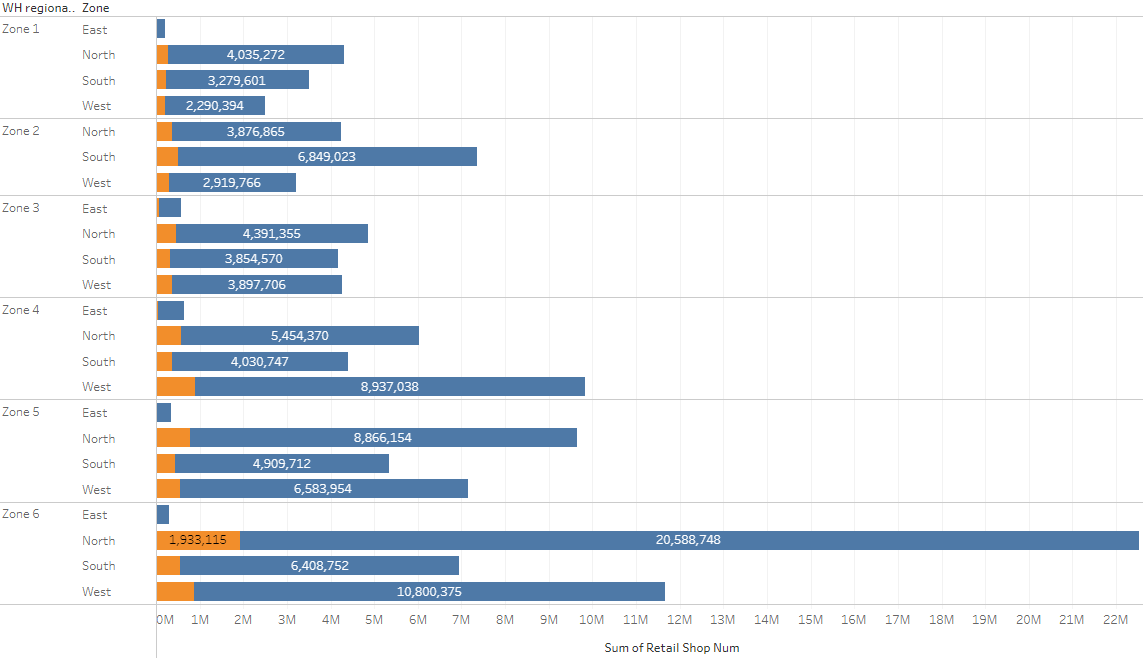 WH regiona.. Zone
Zone 1 East
North 4,035,272
South 3,279,601
West 2,290,394
Zone 2 North 3,876,865
South 6,849,023
West 2,919,766
Zone 3 East
North 4,391,355
South 3,854,570
West 3,897,706
Zone 4 East
North 5,454,370
South 4,030,747
West 8,937,038
Zone 5 East
North 8,866,154
South 4,909,712
West 6,583,954
Zone 6 East
North 1,933,115 20,588,748
South 6,408,752
West 10,800,375
0M 1M 2M 3M 4M 5M 6M 7M 8M 9M 10M 11M 12M 13M 14M 15M 16M 17M 18M 19M 20M 21M 22M
Sum of Retail Shop Num